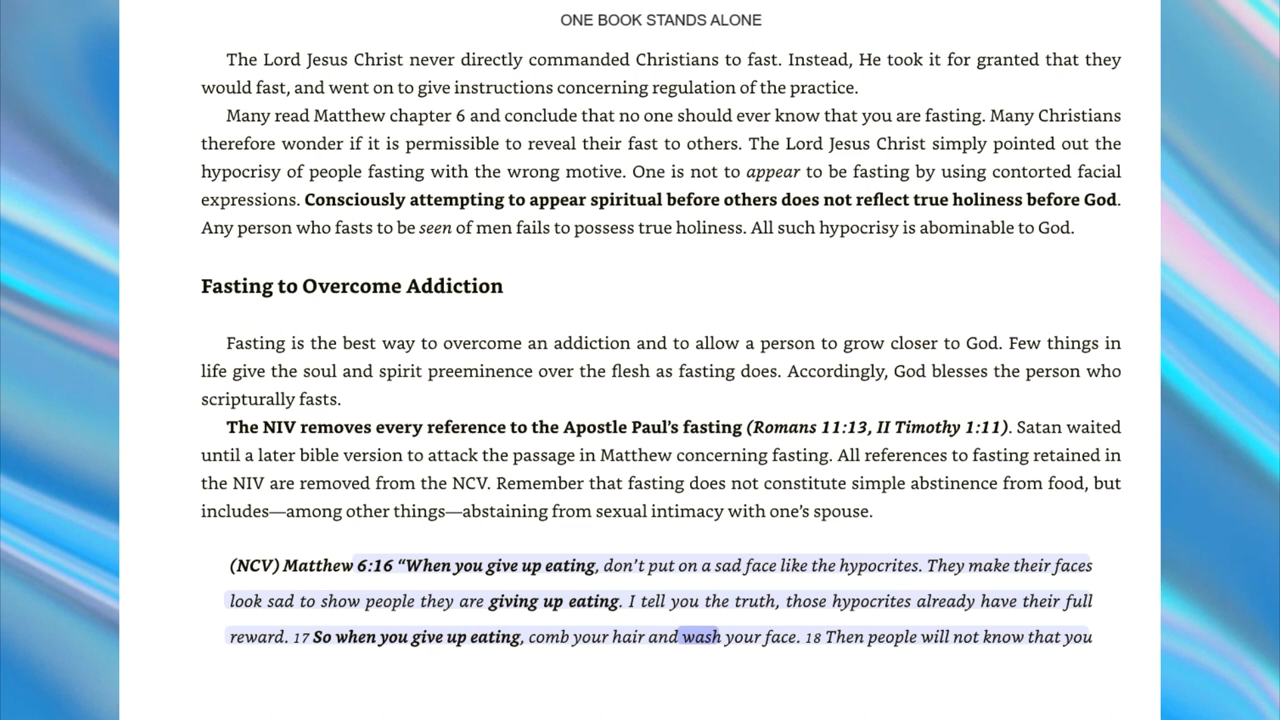 ONE BOOK STANDS ALONE
The Lord Jesus Christ never directly commanded Christians to fast. Instead, He took it for granted that they
would fast, and went on to give instructions concerning regulation of the practice.
Many read Matthew chapter 6 and conclude that no one should ever know that you are fasting. Many Christians
therefore wonder if it is permissible to reveal their fast to others. The Lord Jesus Christ simply pointed out the
hypocrisy of people fasting with the wrong motive. One is not to appear to be fasting by using contorted facial
expressions. Consciously attempting to appear spiritual before others does not reflect true holiness before God.
Any person who fasts to be seen of men fails to possess true holiness. All such hypocrisy is abominable to God.
Fasting to Overcome Addiction
Fasting is the best way to overcome an addiction and to allow a person to grow closer to God. Few things in
life give the soul and spirit preeminence over the flesh as fasting does. Accordingly, God blesses the person who
scripturally fasts.
The NIV removes every reference to the Apostle Paul's fasting (Romans 11:13, II Timothy 1:11). Satan waited
until a later bible version to attack the passage in Matthew concerning fasting. All references to fasting retained in
the NIV are removed from the NCV. Remember that fasting does not constitute simple abstinence from food, but
includes—among other things—abstaining from sexual intimacy with one's spouse.
(NCV) Matthew 6:16 "When you give up eating, don't put on a sad face like the hypocrites. They make their faces
look sad to show people they are giving up eating. I tell you the truth, those hypocrites already have their full
reward. 17 So when you give up eating, comb your hair and wash your face. 18 Then people will not know that you